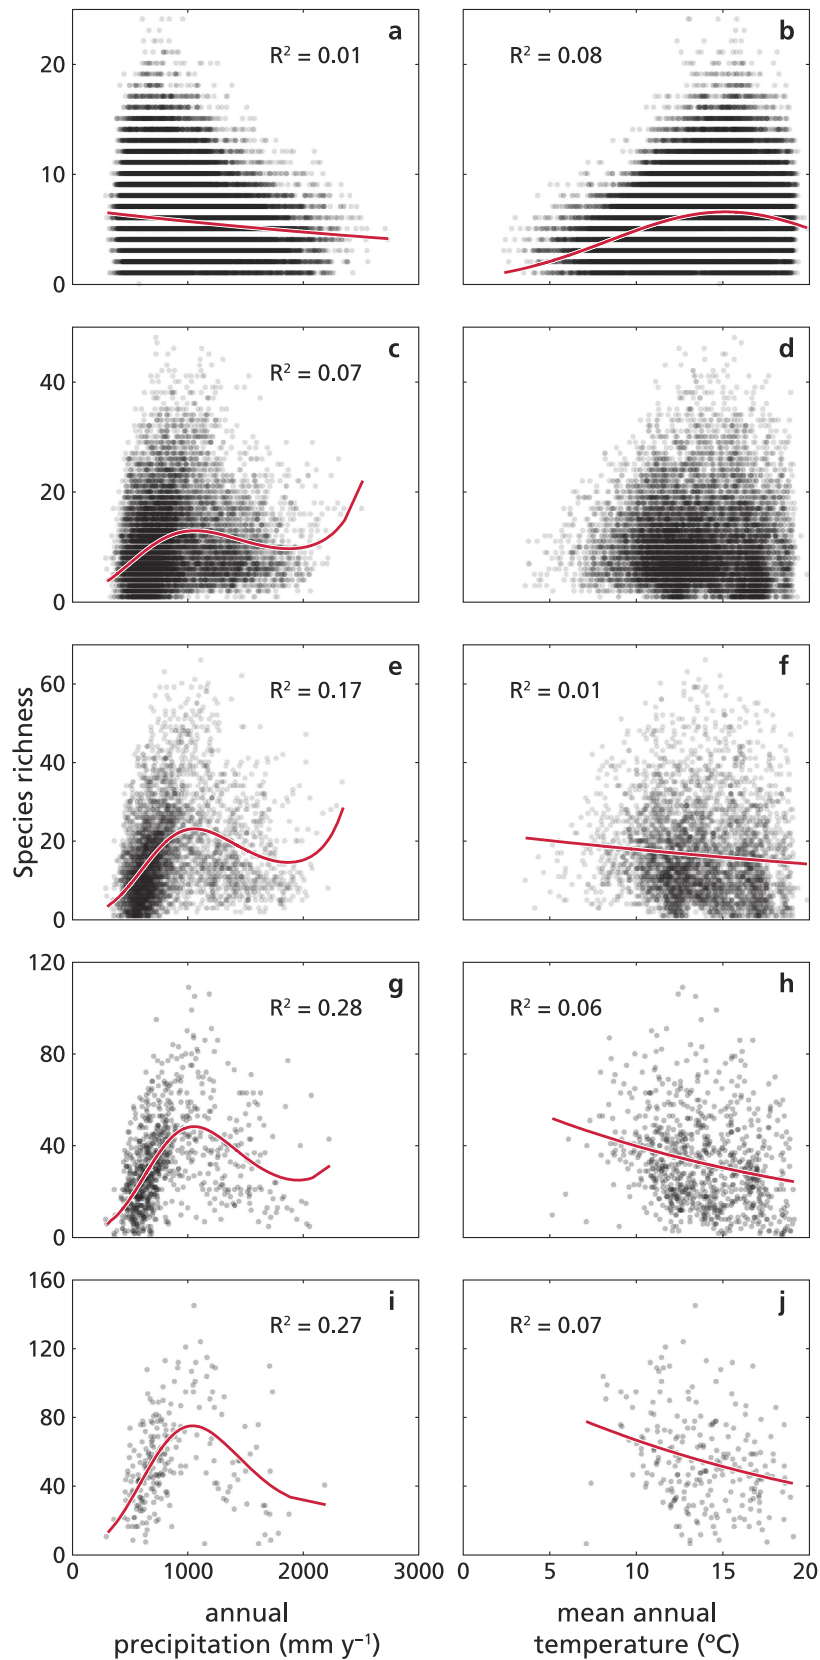 a
R² = 0.01
20
10
0
b
R² = 0.08
c
R² = 0.07
40
20
0
d
e
R² = 0.17
60
40
20
0
f
R² = 0.01
Species richness
g
R² = 0.28
120
80
40
0
h
R² = 0.06
i
R² = 0.27
160
120
80
40
0
0 1000 2000 3000
j
R² = 0.07
0 5 10 15 20
annual
precipitation (mm y⁻¹)
mean annual
temperature (ºC)